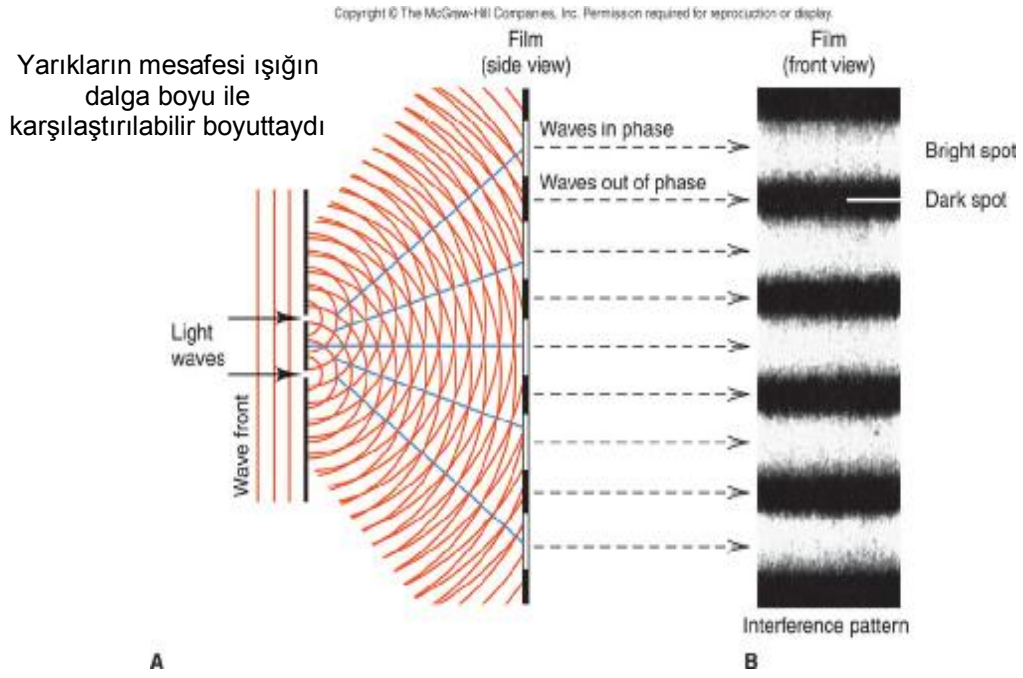 Copyright © The McGraw-Hill Companies, Inc. Permission required for reproduction or display.
Yarıkların mesafesi ışığın
dalga boyu ile
karşılaştırılabilir boyuttaydı
Film
(side view)
Film
(front view)
Waves in phase
Bright spot
Waves out of phase
Dark spot
Light
waves
Wave front
Interference pattern
A
B